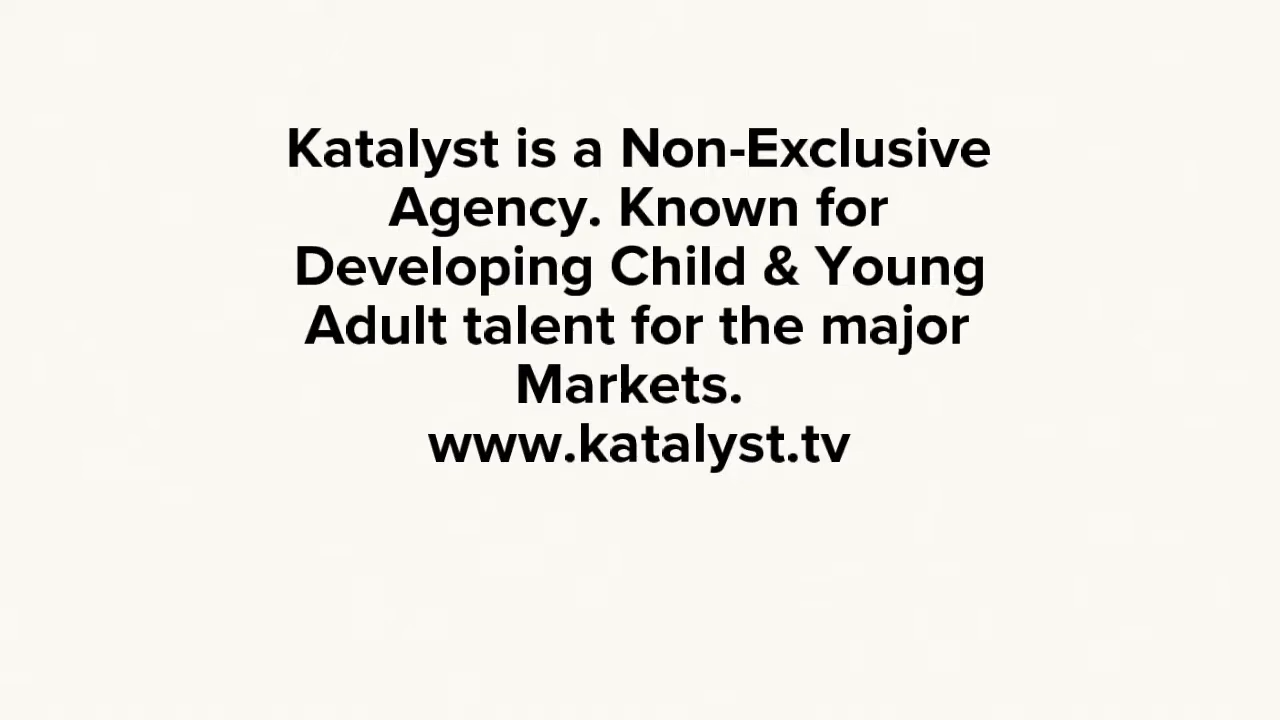 Katalyst is a Non-Exclusive
Agency. Known for
Developing Child & Young
Adult talent for the major
Markets.
www.katalyst.tv